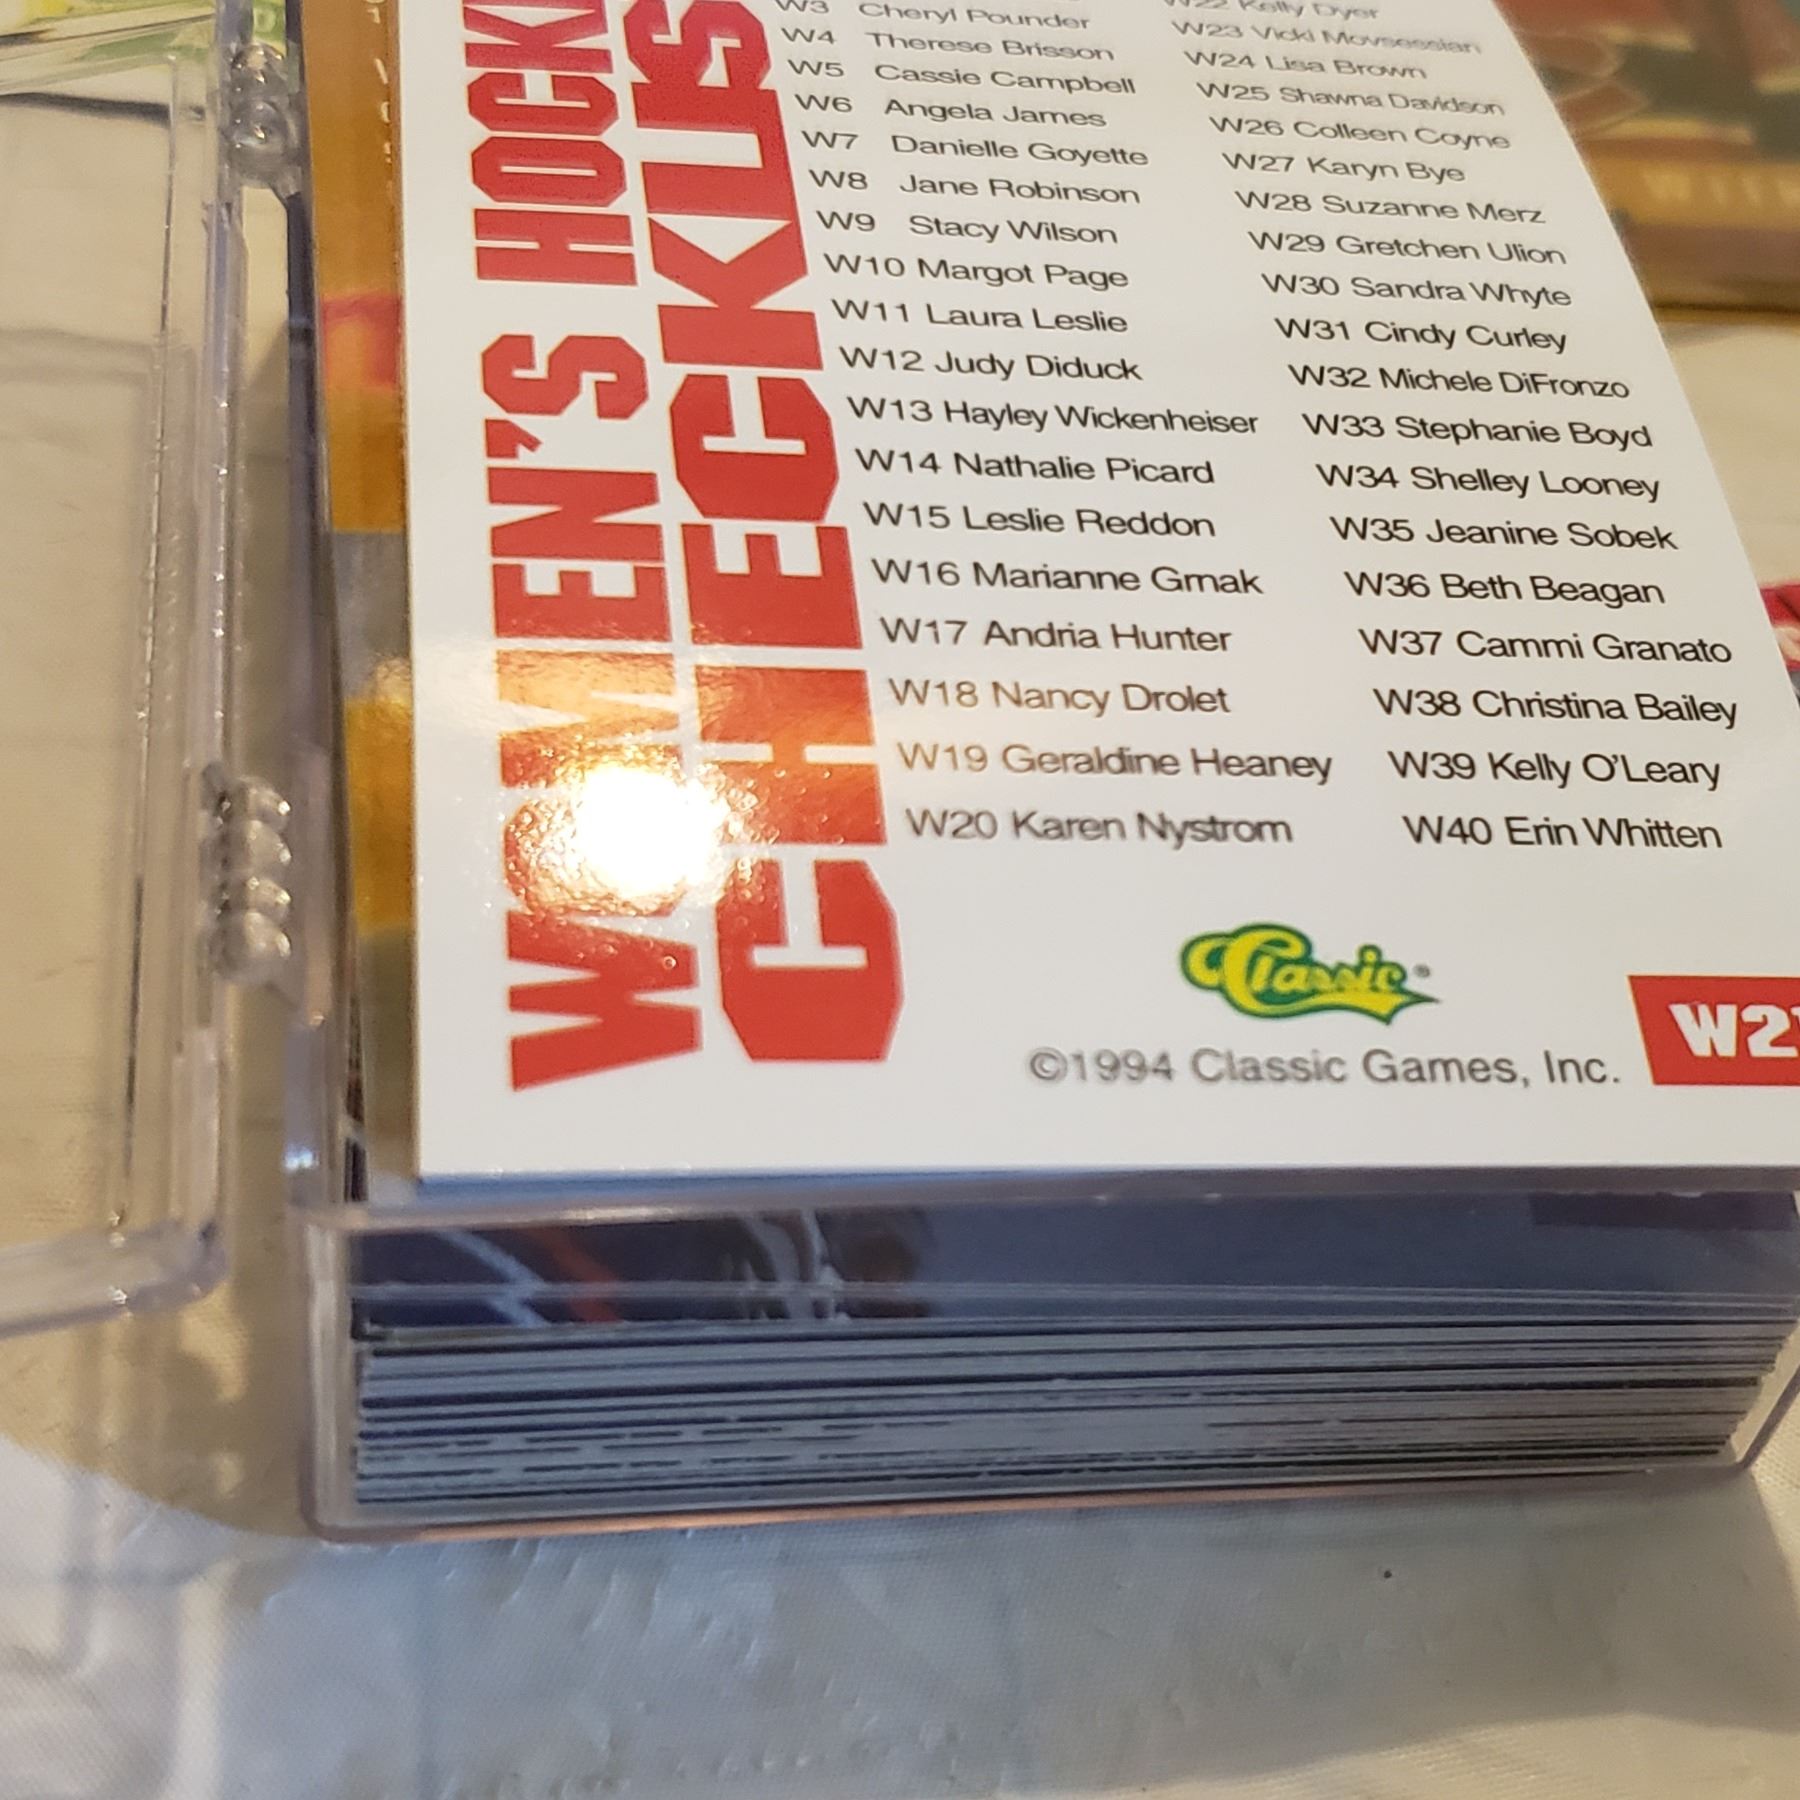 WOMEN'S HOCK
CHECKLIS
W3 Cheryl Pounder
W4 Therese Brisson
W5 Cassie Campbell
W6 Angela James
W7 Danielle Goyette
W8 Jane Robinson
W9 Stacy Wilson
W10 Margot Page
W11 Laura Leslie
W12 Judy Diduck
W13 Hayley Wickenheiser
W14 Nathalie Picard
W15 Leslie Reddon
W16 Marianne Grnak
W17 Andria Hunter
W18 Nancy Drolet
W19 Geraldine Heaney
W20 Karen Nystrom
W22 Kelly Dyer
W23 Vicki Movsessian
W24 Lisa Brown
W25 Shawna Davidson
W26 Colleen Coyne
W27 Karyn Bye
W28 Suzanne Merz
W29 Gretchen Ulion
W30 Sandra Whyte
W31 Cindy Curley
W32 Michele DiFronzo
W33 Stephanie Boyd
W34 Shelley Looney
W35 Jeanine Sobek
W36 Beth Beagan
W37 Cammi Granato
W38 Christina Bailey
W39 Kelly O'Leary
W40 Erin Whitten
Classic®
©1994 Classic Games, Inc.
W21